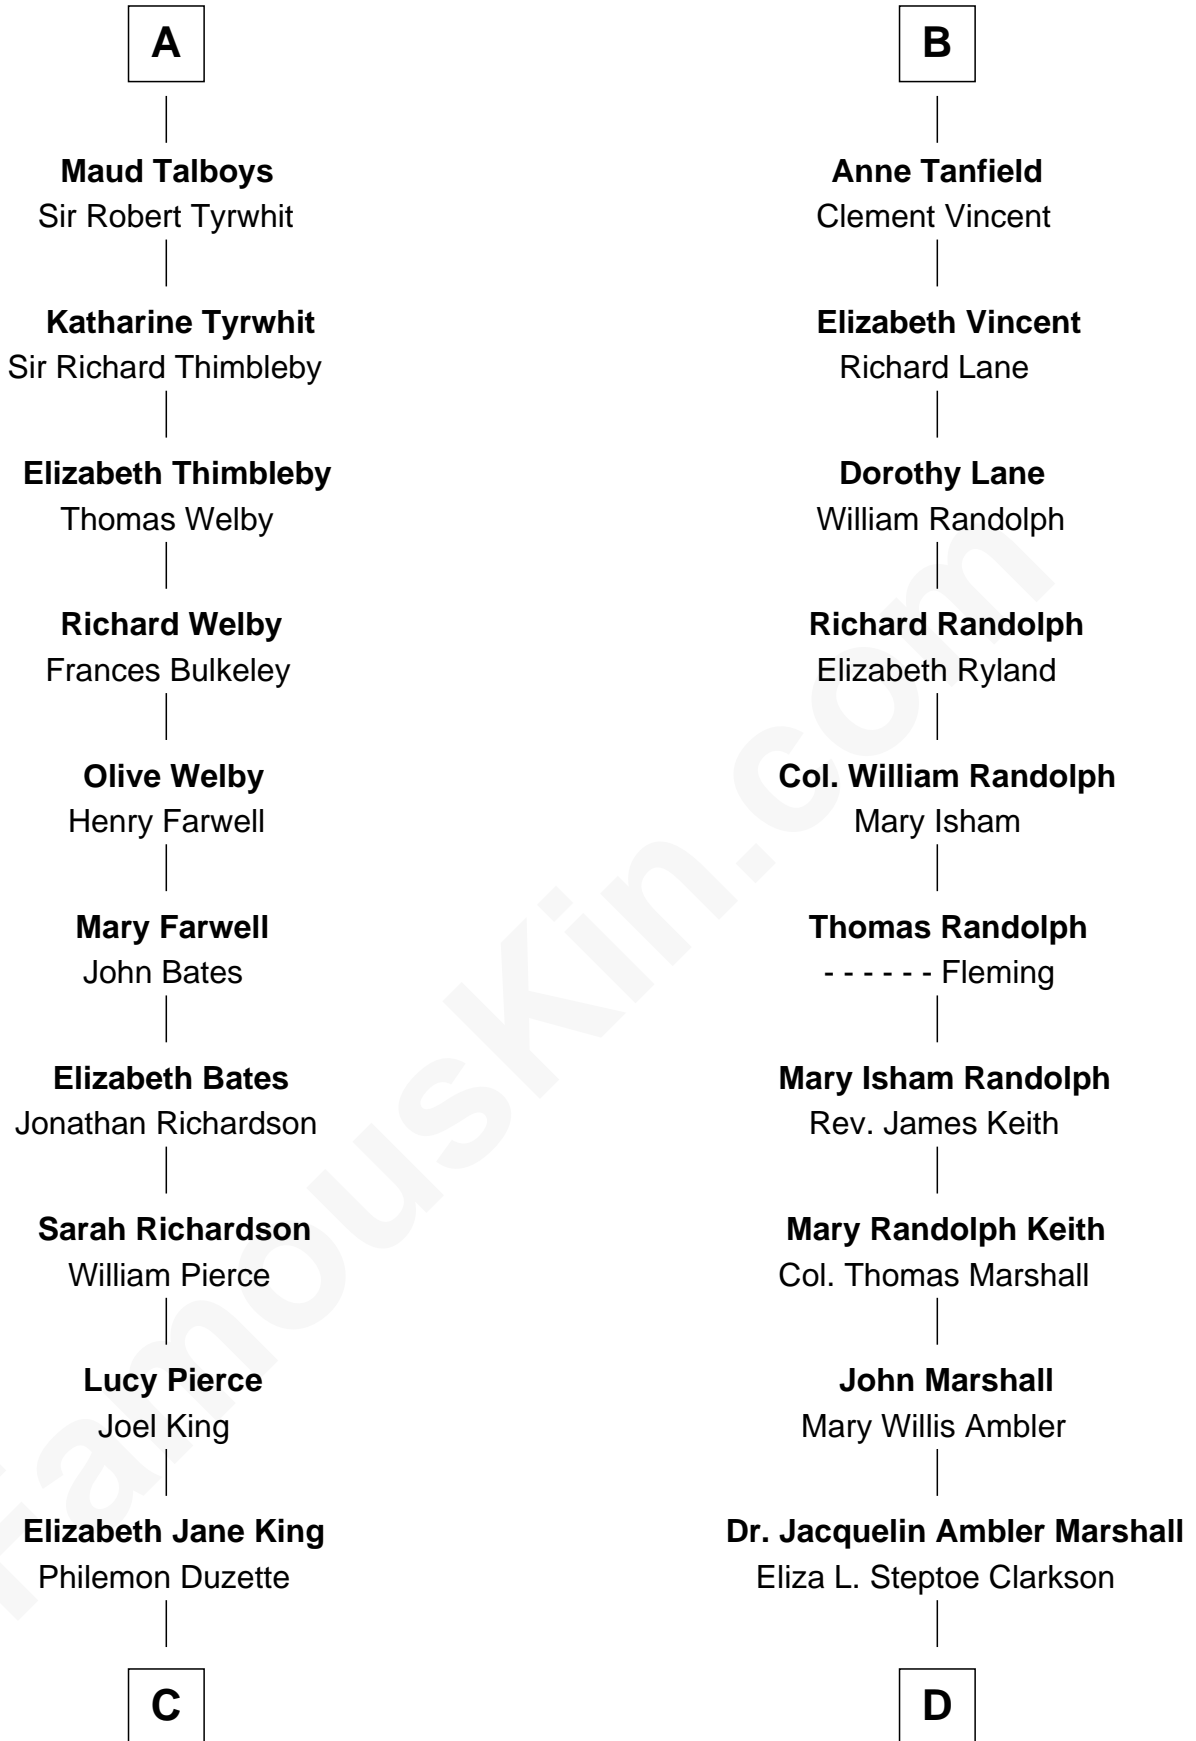 A
Maud Talboys
Sir Robert Tyrwhit
Katharine Tyrwhit
Sir Richard Thimbleby
Elizabeth Thimbleby
Thomas Welby
Richard Welby
Frances Bulkeley
Olive Welby
Henry Farwell
Mary Farwell
John Bates
Elizabeth Bates
Jonathan Richardson
Sarah Richardson
William Pierce
Lucy Pierce
Joel King
Elizabeth Jane King
Philemon Duzette
C
B
Anne Tanfield
Clement Vincent
Elizabeth Vincent
Richard Lane
Dorothy Lane
William Randolph
Richard Randolph
Elizabeth Ryland
Col. William Randolph
Mary Isham
Thomas Randolph
- - - - - - Fleming
Mary Isham Randolph
Rev. James Keith
Mary Randolph Keith
Col. Thomas Marshall
John Marshall
Mary Willis Ambler
Dr. Jacquelin Ambler Marshall
Eliza L. Steptoe Clarkson
D
FamousKin.com